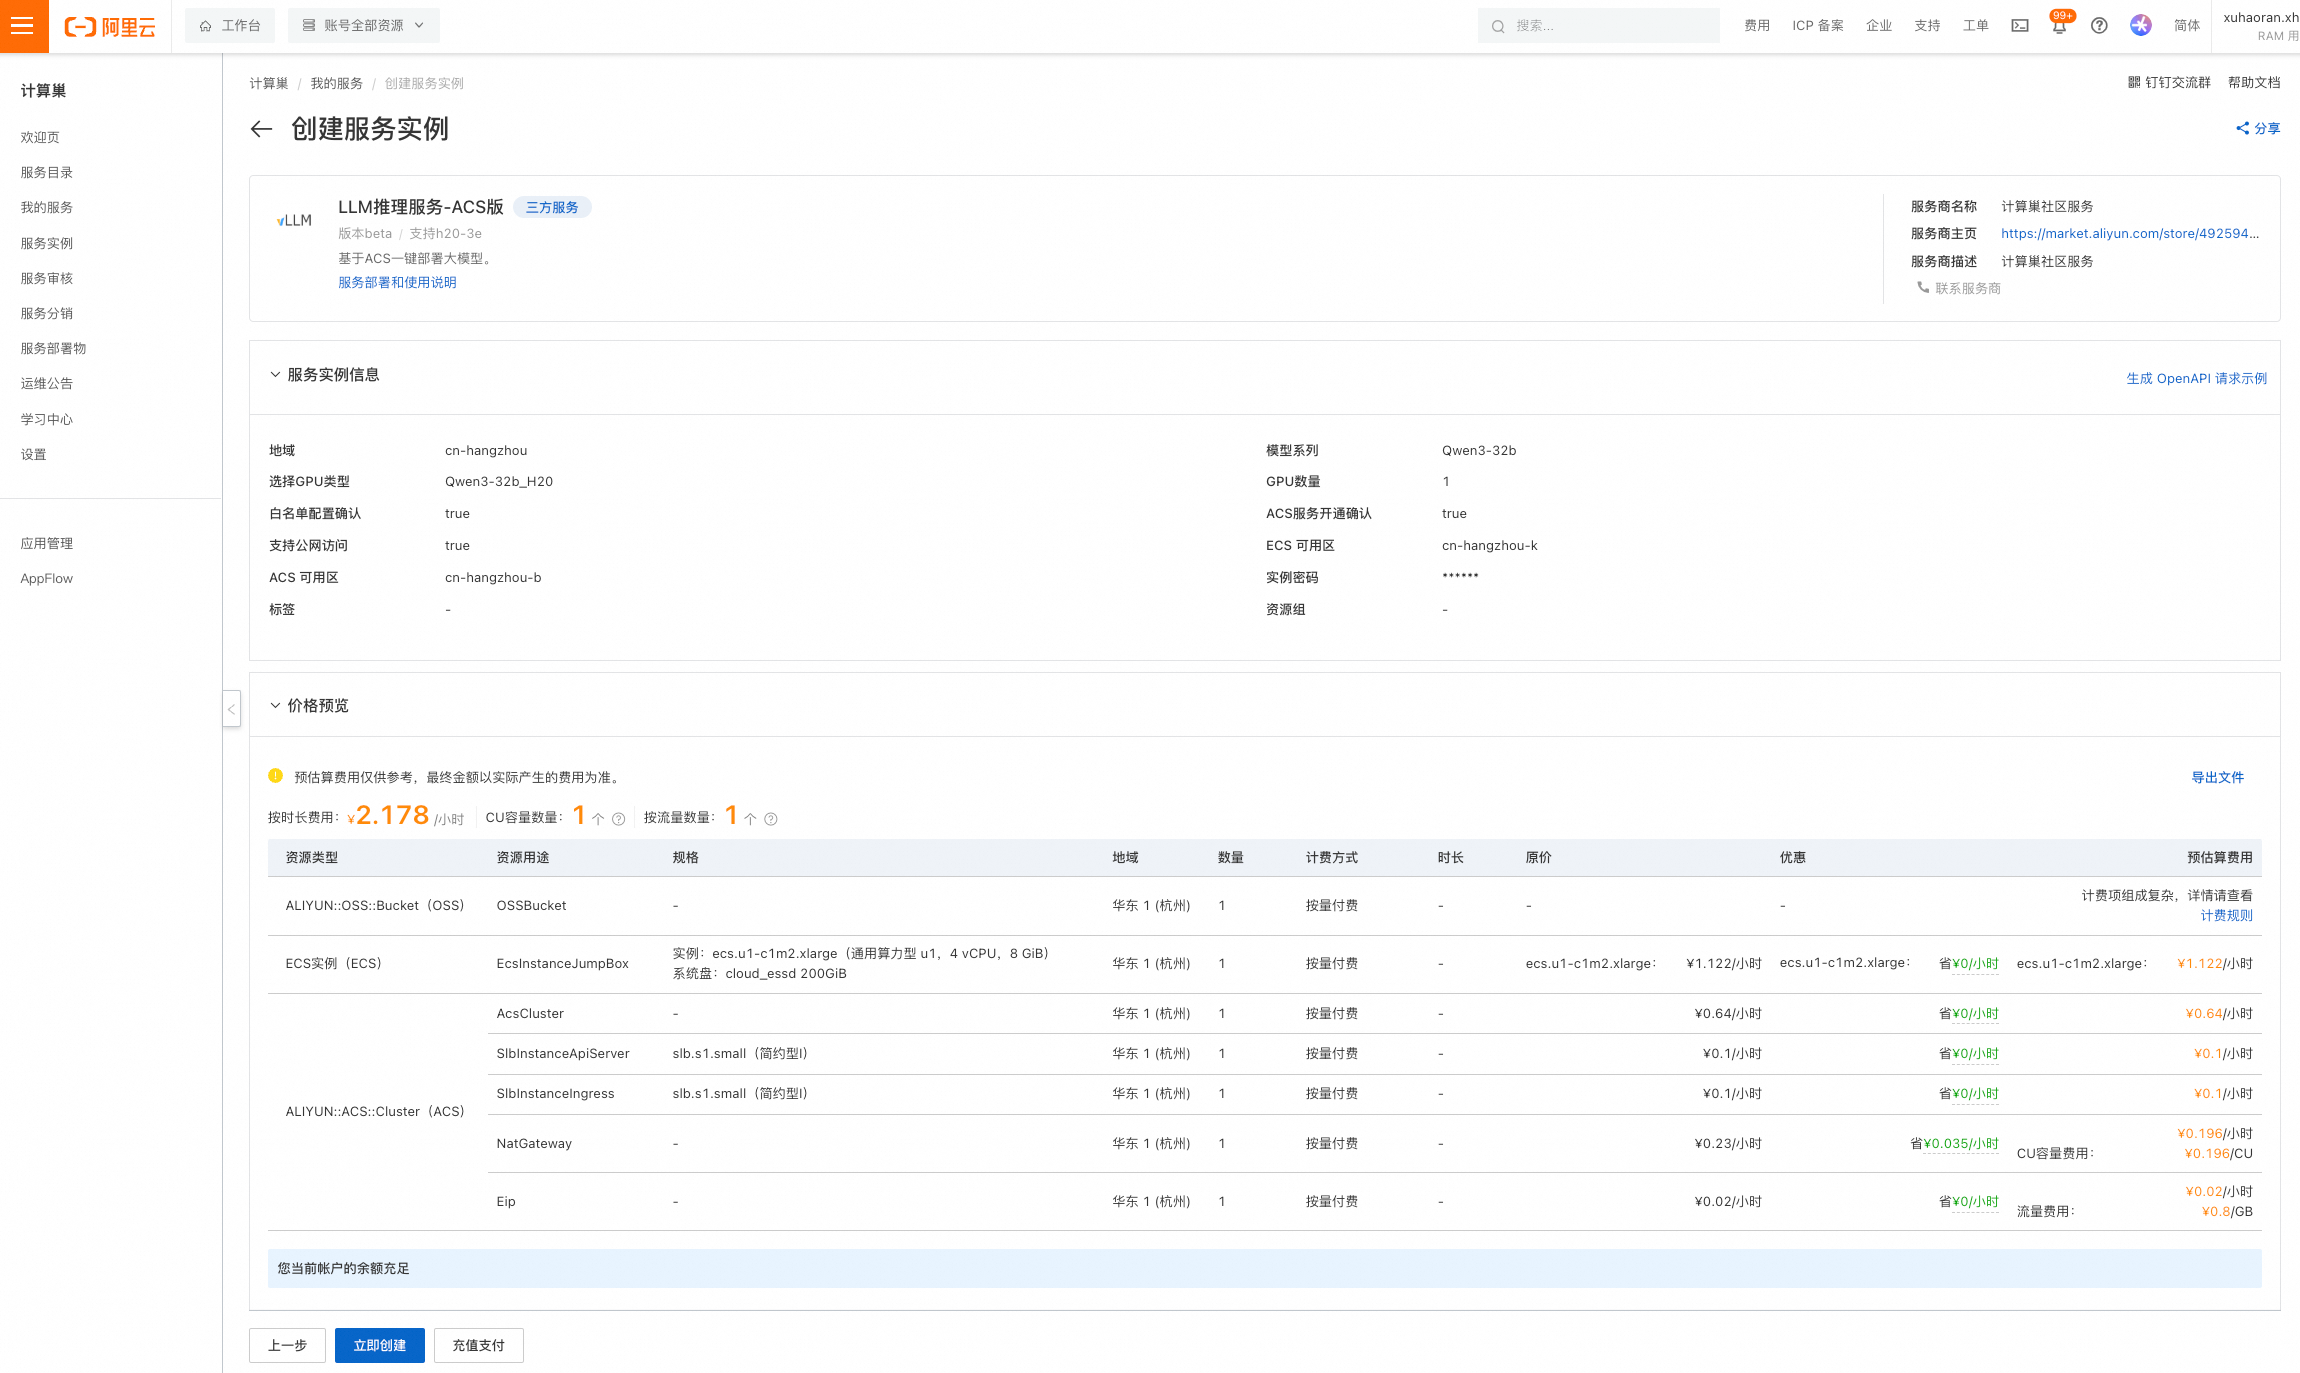 阿里云
工作台
账号全部资源
搜索...
费用
ICP 备案
企业
支持
工单
99+
简体
xuhaoran.xh
RAM 用
计算巢
欢迎页
服务目录
我的服务
服务实例
服务审核
服务分销
服务部署物
运维公告
学习中心
设置
应用管理
AppFlow
计算巢 / 我的服务 / 创建服务实例
钉钉交流群 帮助文档
创建服务实例
分享
vLLM
LLM推理服务-ACS版 三方服务
版本beta / 支持h20-3e
基于ACS一键部署大模型。
服务部署和使用说明
服务商名称 计算巢社区服务
服务商主页 https://market.aliyun.com/store/492594...
服务商描述 计算巢社区服务
联系服务商
服务实例信息
生成 OpenAPI 请求示例
地域 cn-hangzhou 模型系列 Qwen3-32b
选择GPU类型 Qwen3-32b_H20 GPU数量 1
白名单配置确认 true ACS服务开通确认 true
支持公网访问 true ECS 可用区 cn-hangzhou-k
ACS 可用区 cn-hangzhou-b 实例密码 ******
标签 - 资源组 -
价格预览
预估算费用仅供参考，最终金额以实际产生的费用为准。
导出文件
按时长费用: ¥2.178 /小时 CU容量数量: 1 个 按流量数量: 1 个
资源类型 资源用途 规格 地域 数量 计费方式 时长 原价 优惠 预估算费用
ALIYUN::OSS::Bucket（OSS） OSSBucket - 华东 1 (杭州) 1 按量付费 - - - 计费项组成复杂，详情请查看
计费规则
ECS实例（ECS） EcsInstanceJumpBox 实例：ecs.u1-c1m2.xlarge（通用算力型 u1，4 vCPU，8 GiB）
系统盘：cloud_essd 200GiB
华东 1 (杭州) 1 按量付费 - ecs.u1-c1m2.xlarge: ¥1.122/小时 ecs.u1-c1m2.xlarge: 省¥0/小时 ecs.u1-c1m2.xlarge: ¥1.122/小时
ALIYUN::ACS::Cluster（ACS）
AcsCluster - 华东 1 (杭州) 1 按量付费 - ¥0.64/小时 省¥0/小时 ¥0.64/小时
SlbInstanceApiServer slb.s1.small（简约型I） 华东 1 (杭州) 1 按量付费 - ¥0.1/小时 省¥0/小时 ¥0.1/小时
SlbInstanceIngress slb.s1.small（简约型I） 华东 1 (杭州) 1 按量付费 - ¥0.1/小时 省¥0/小时 ¥0.1/小时
NatGateway - 华东 1 (杭州) 1 按量付费 - ¥0.23/小时 省¥0.035/小时 ¥0.196/小时
CU容量费用: ¥0.196/CU
Eip - 华东 1 (杭州) 1 按量付费 - ¥0.02/小时 省¥0/小时 ¥0.02/小时
流量费用: ¥0.8/GB
您当前帐户的余额充足
上一步
立即创建
充值支付